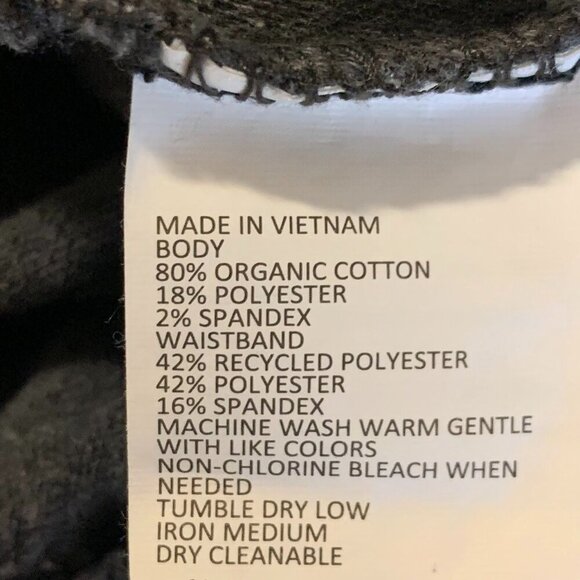 MADE IN VIETNAM
BODY
80% ORGANIC COTTON
18% POLYESTER
2% SPANDEX
WAISTBAND
42% RECYCLED POLYESTER
42% POLYESTER
16% SPANDEX
MACHINE WASH WARM GENTLE
WITH LIKE COLORS
NON-CHLORINE BLEACH WHEN
NEEDED
TUMBLE DRY LOW
IRON MEDIUM
DRY CLEANABLE